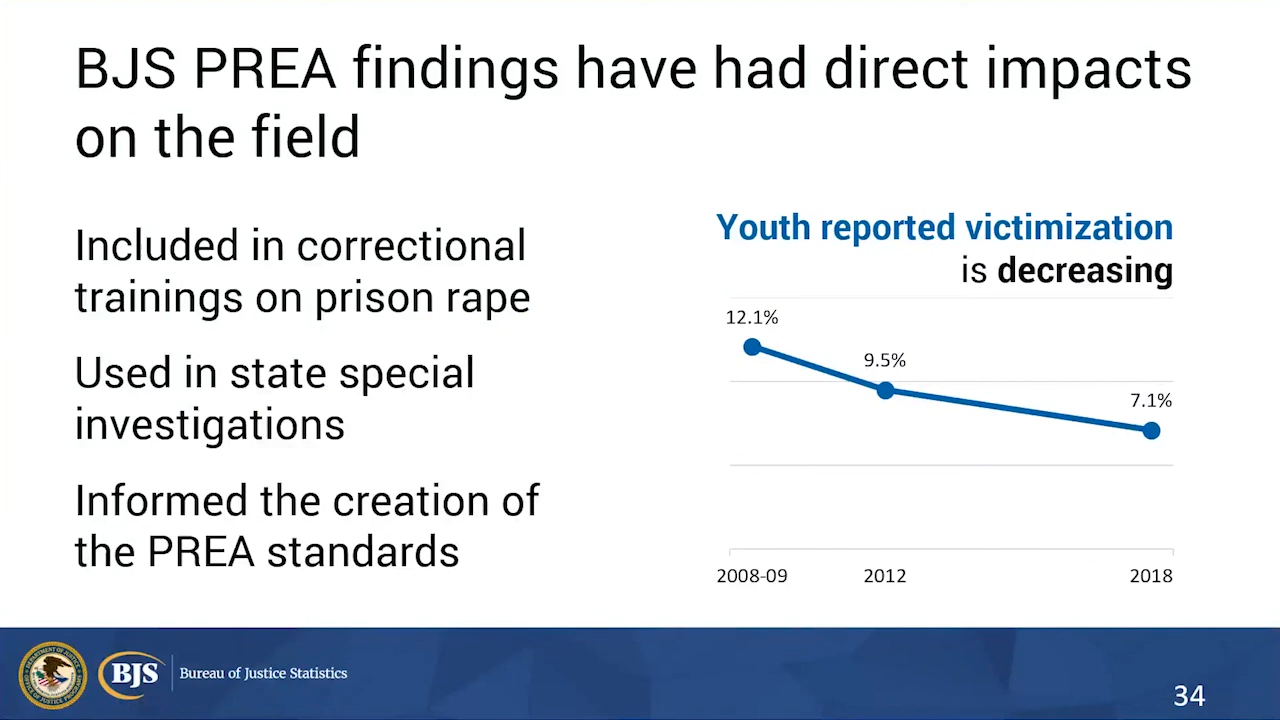 BJS PREA findings have had direct impacts
on the field
Included in correctional
trainings on prison rape
Used in state special
investigations
Informed the creation of
the PREA standards
Youth reported victimization
is decreasing
12.1%
9.5%
7.1%
2008-09
2012
2018
BJS
Bureau of Justice Statistics
34